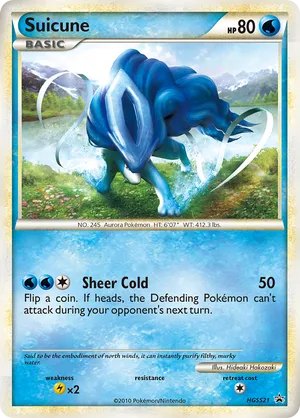 Suicune HP 80
BASIC
NO. 245 Aurora Pokémon HT. 6'07" WT. 412.3 lbs.
Sheer Cold 50
Flip a coin. If heads, the Defending Pokémon can't
attack during your opponent's next turn.
Said to be the embodiment of north winds, it can instantly purify filthy, murky
water.
Illus. Hideaki Hakozaki
weakness resistance retreat cost
×2
©2010 Pokémon/Nintendo HGSS21